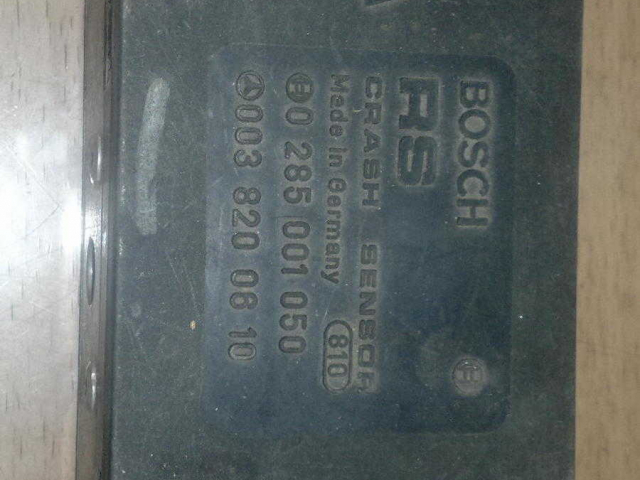 BOSCH
RS
CRASH SENSOR
Made in Germany 810
0 285 001 050
003 820 06 10